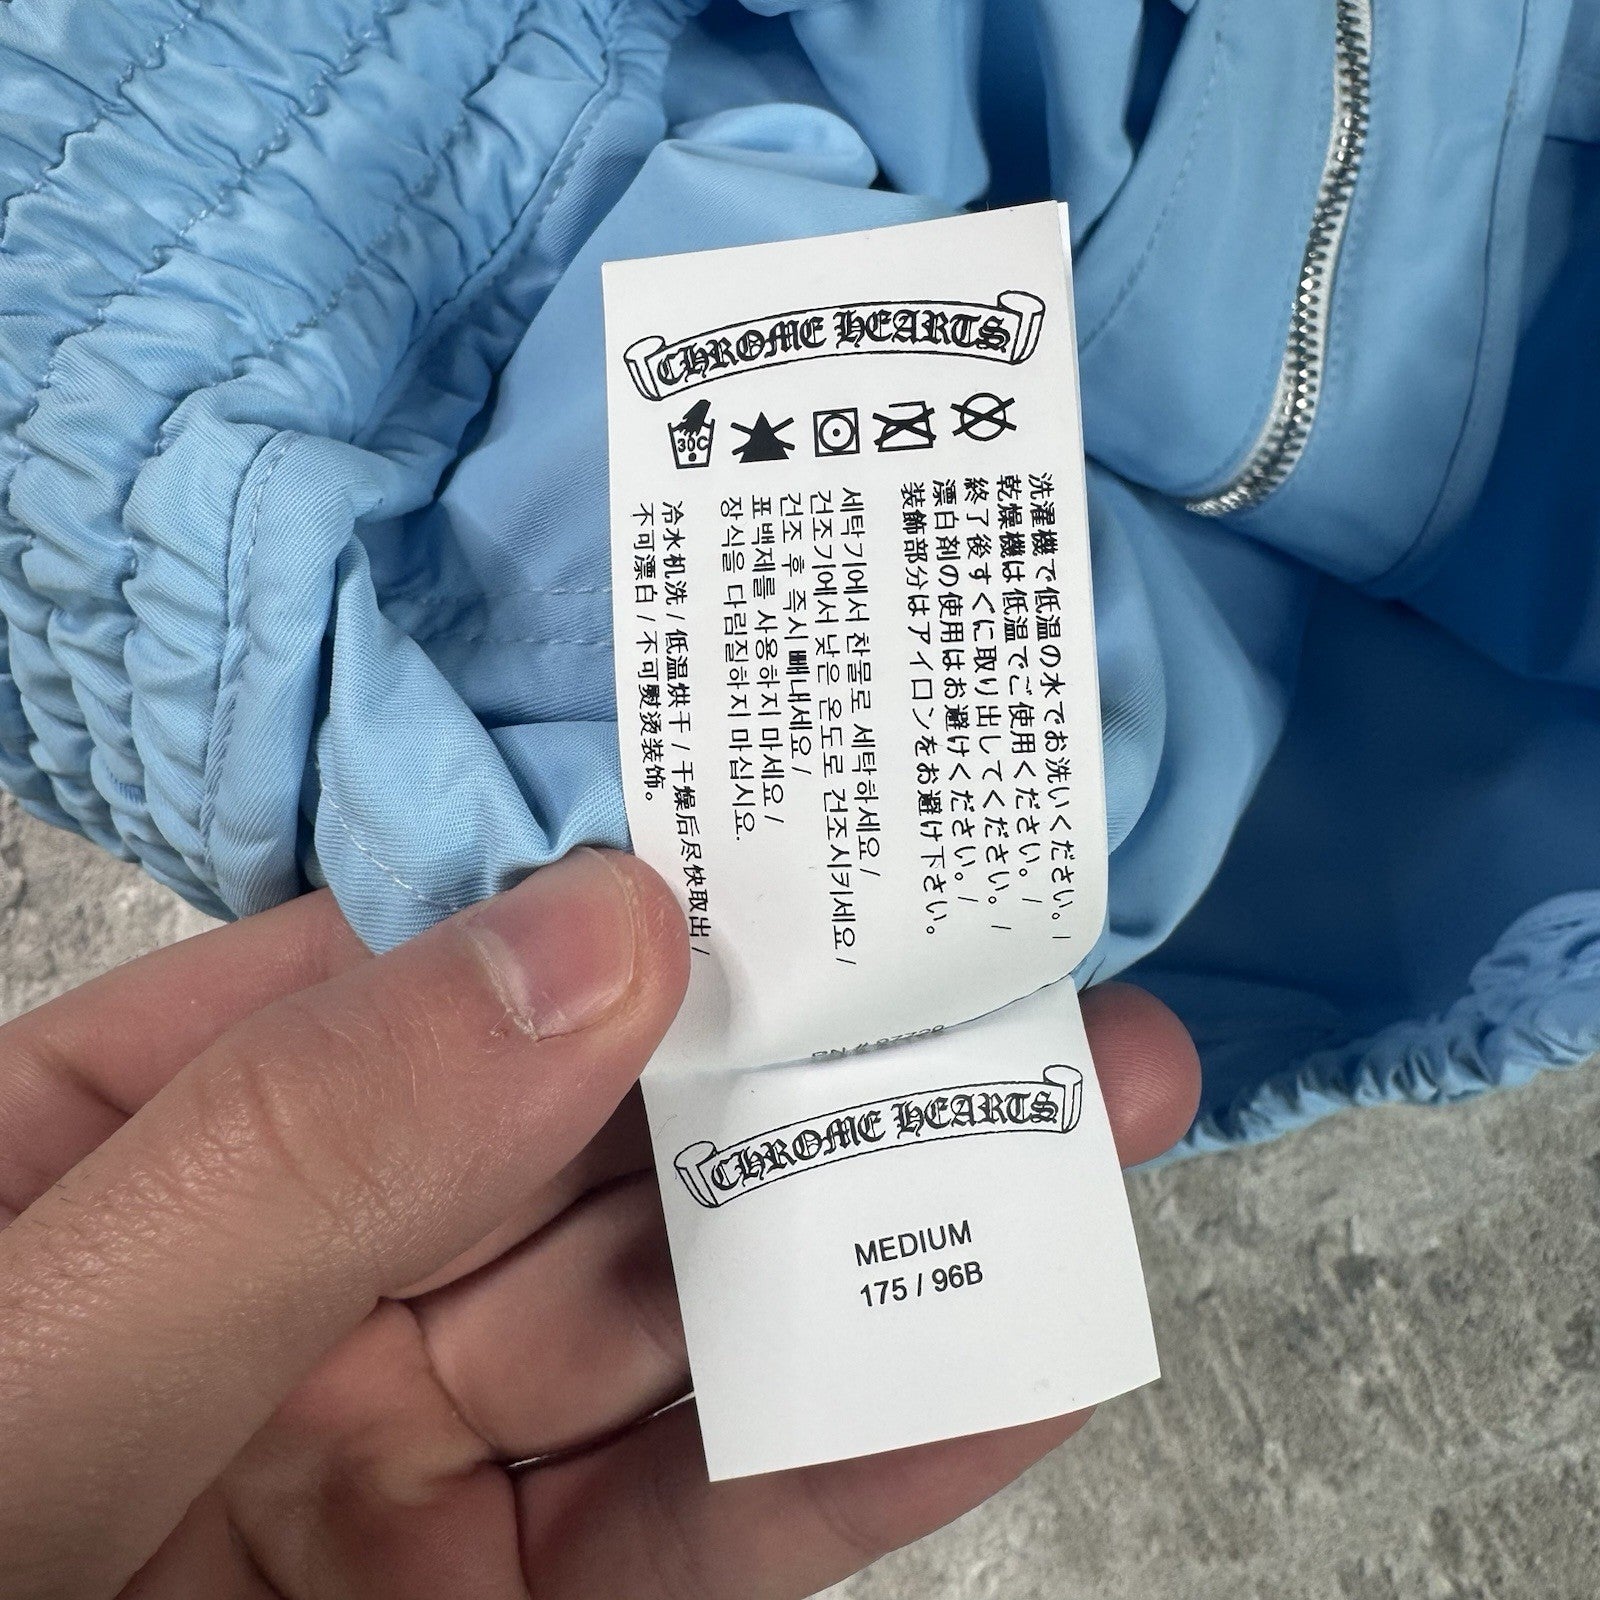 CHROME HEARTS
30C
洗濯機で低温の水でお洗いください。/
乾燥機は低温でご使用ください。/
終了後すぐに取り出してください。/
漂白剤の使用はお避けください。/
装飾部分はアイロンをお避け下さい。
세탁기에서 찬물로 세탁하세요 /
건조기에서 낮은 온도로 건조시키세요 /
건조 후 즉시 빼내세요 /
표백제를 사용하지 마세요 /
장식을 다림질하지 마십시요.
冷水机洗 / 低温烘干 / 干燥后尽快取出 /
不可漂白 / 不可熨烫装饰。
CHROME HEARTS
MEDIUM
175 / 96B